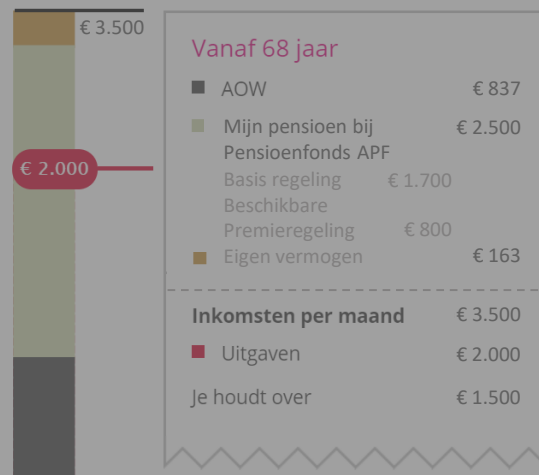 € 3.500
€ 2.000
Vanaf 68 jaar
AOW € 837
Mijn pensioen bij € 2.500
Pensioenfonds APF
Basis regeling € 1.700
Beschikbare
Premieregeling € 800
Eigen vermogen € 163
Inkomsten per maand € 3.500
Uitgaven € 2.000
Je houdt over € 1.500